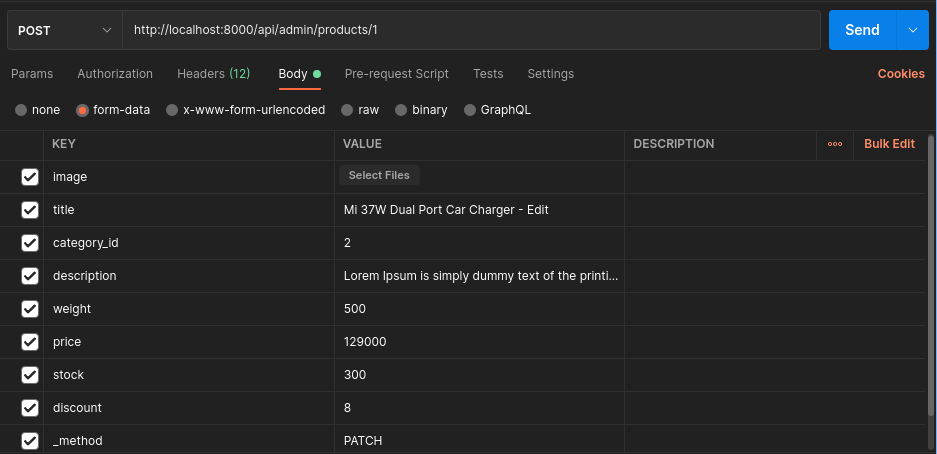 POST http://localhost:8000/api/admin/products/1 Send
Params Authorization Headers (12) Body Pre-request Script Tests Settings Cookies
none form-data x-www-form-urlencoded raw binary GraphQL
KEY VALUE DESCRIPTION ooo Bulk Edit
image Select Files
title Mi 37W Dual Port Car Charger - Edit
category_id 2
description Lorem Ipsum is simply dummy text of the printi...
weight 500
price 129000
stock 300
discount 8
_method PATCH